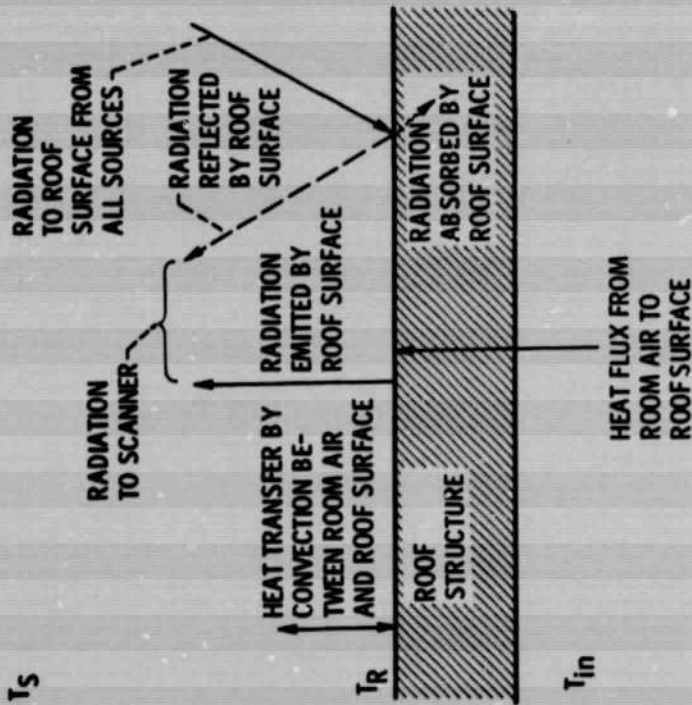 T_S
RADIATION
TO SCANNER
RADIATION
TO ROOF
SURFACE FROM
ALL SOURCES
RADIATION
REFLECTED
BY ROOF
SURFACE
HEAT TRANSFER BY
CONVECTION BE-
TWEEN ROOM AIR
AND ROOF SURFACE
RADIATION
EMITTED BY
ROOF SURFACE
T_R
ROOF
STRUCTURE
RADIATION
ABSORBED BY
ROOF SURFACE
T_in
HEAT FLUX FROM
ROOM AIR TO
ROOF SURFACE